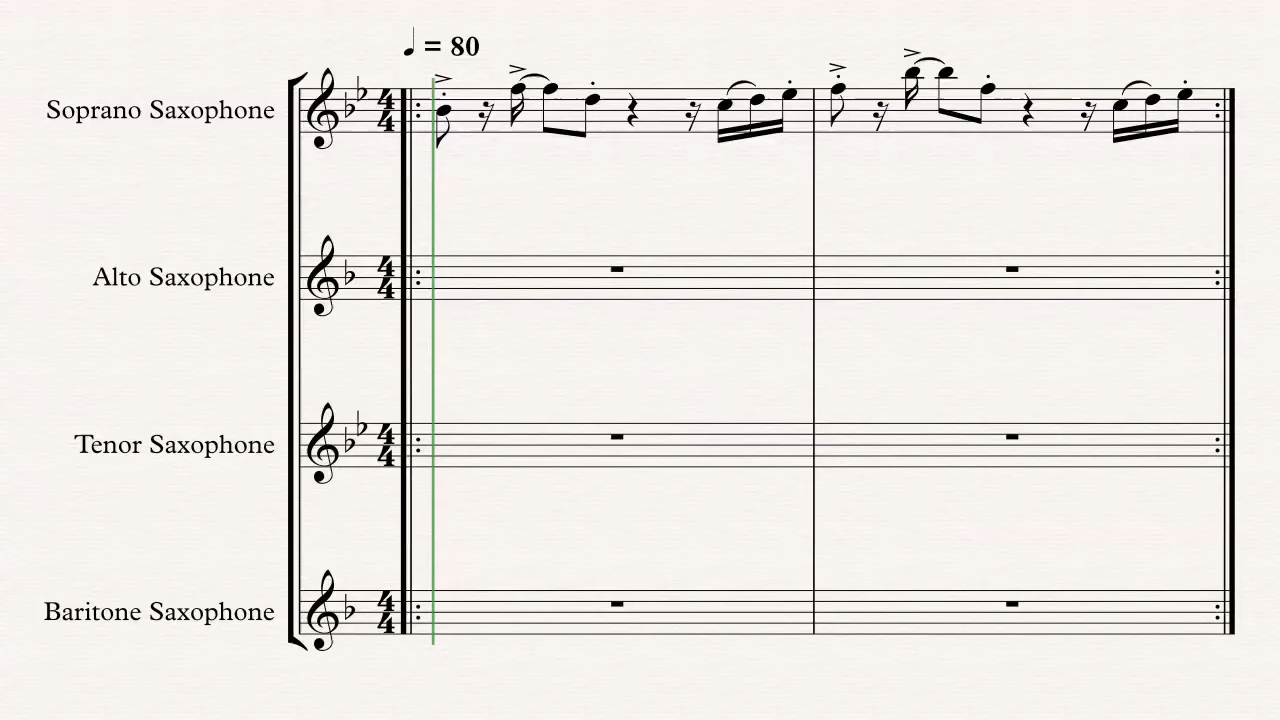 ♩ = 80
Soprano Saxophone
Alto Saxophone
Tenor Saxophone
Baritone Saxophone